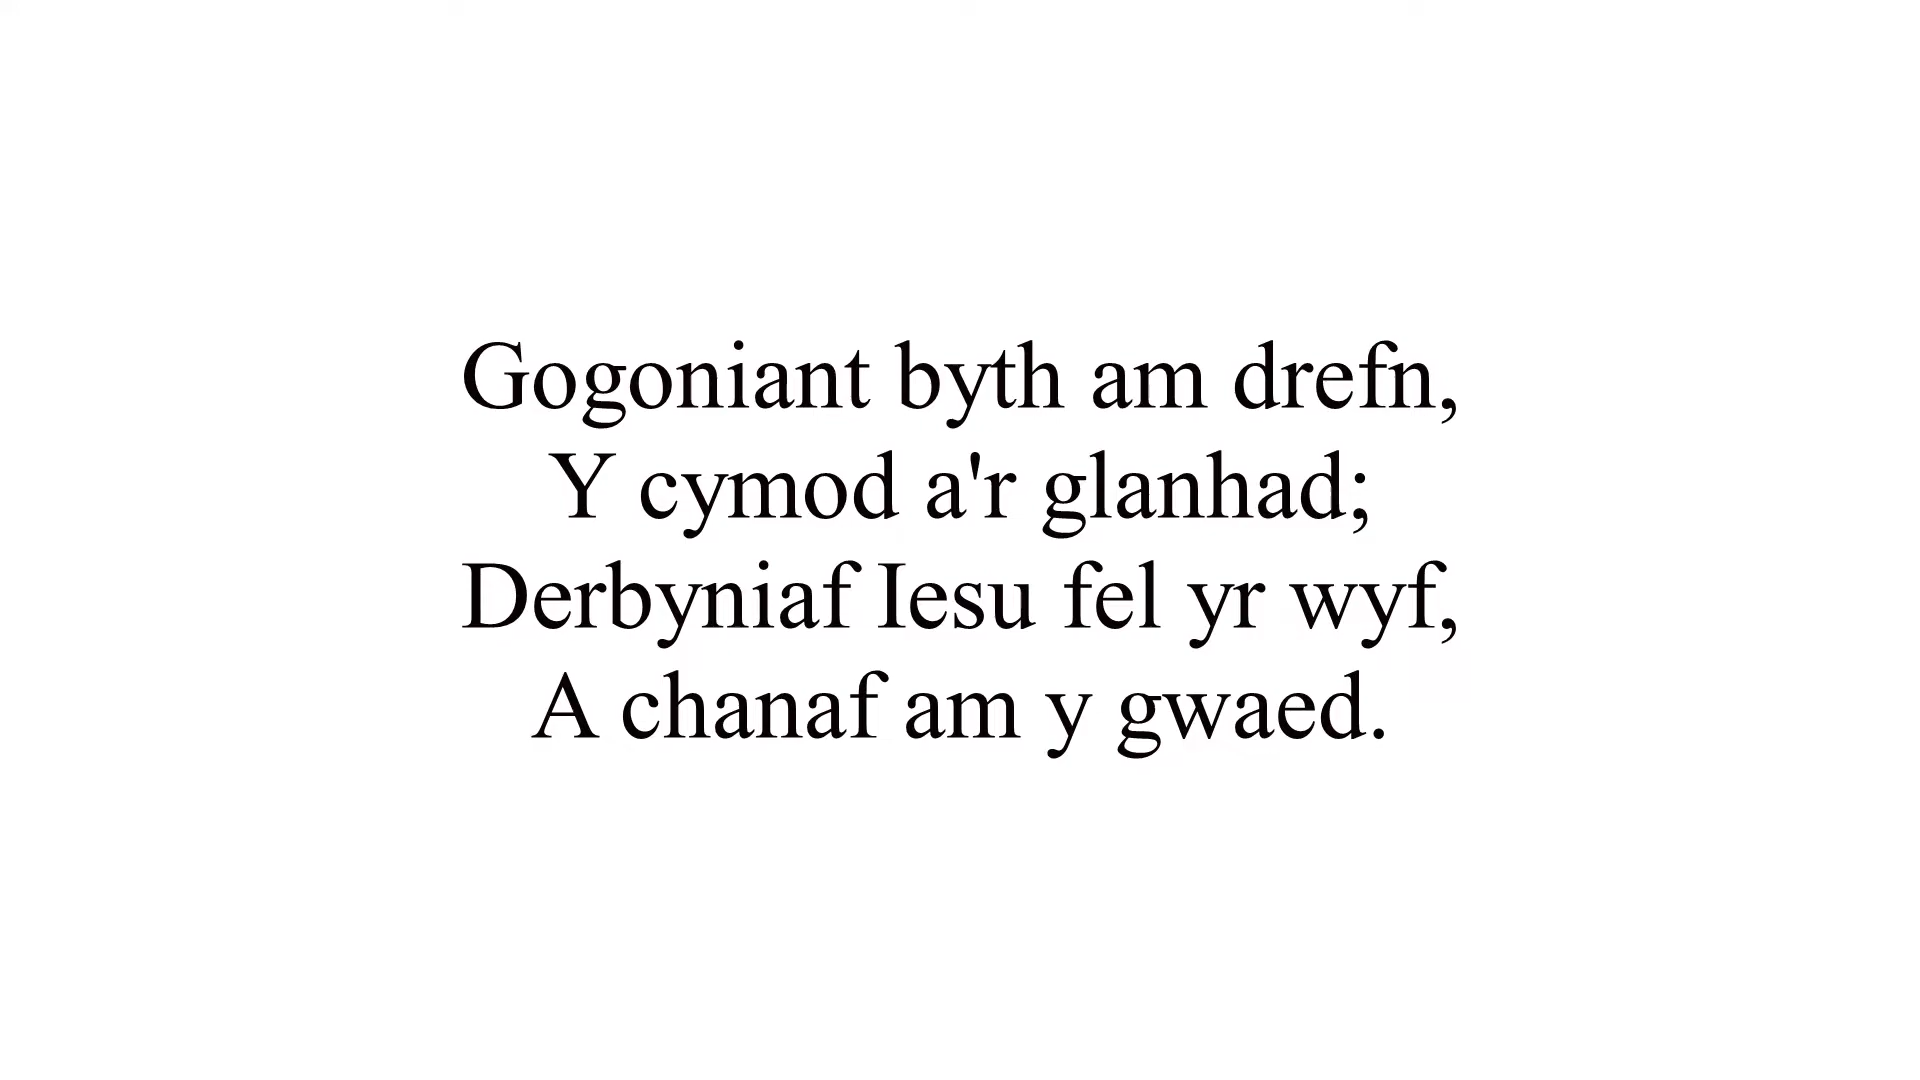 Gogoniant byth am drefn,
Y cymod a'r glanhad;
Derbyniaf Iesu fel yr wyf,
A chanaf am y gwaed.